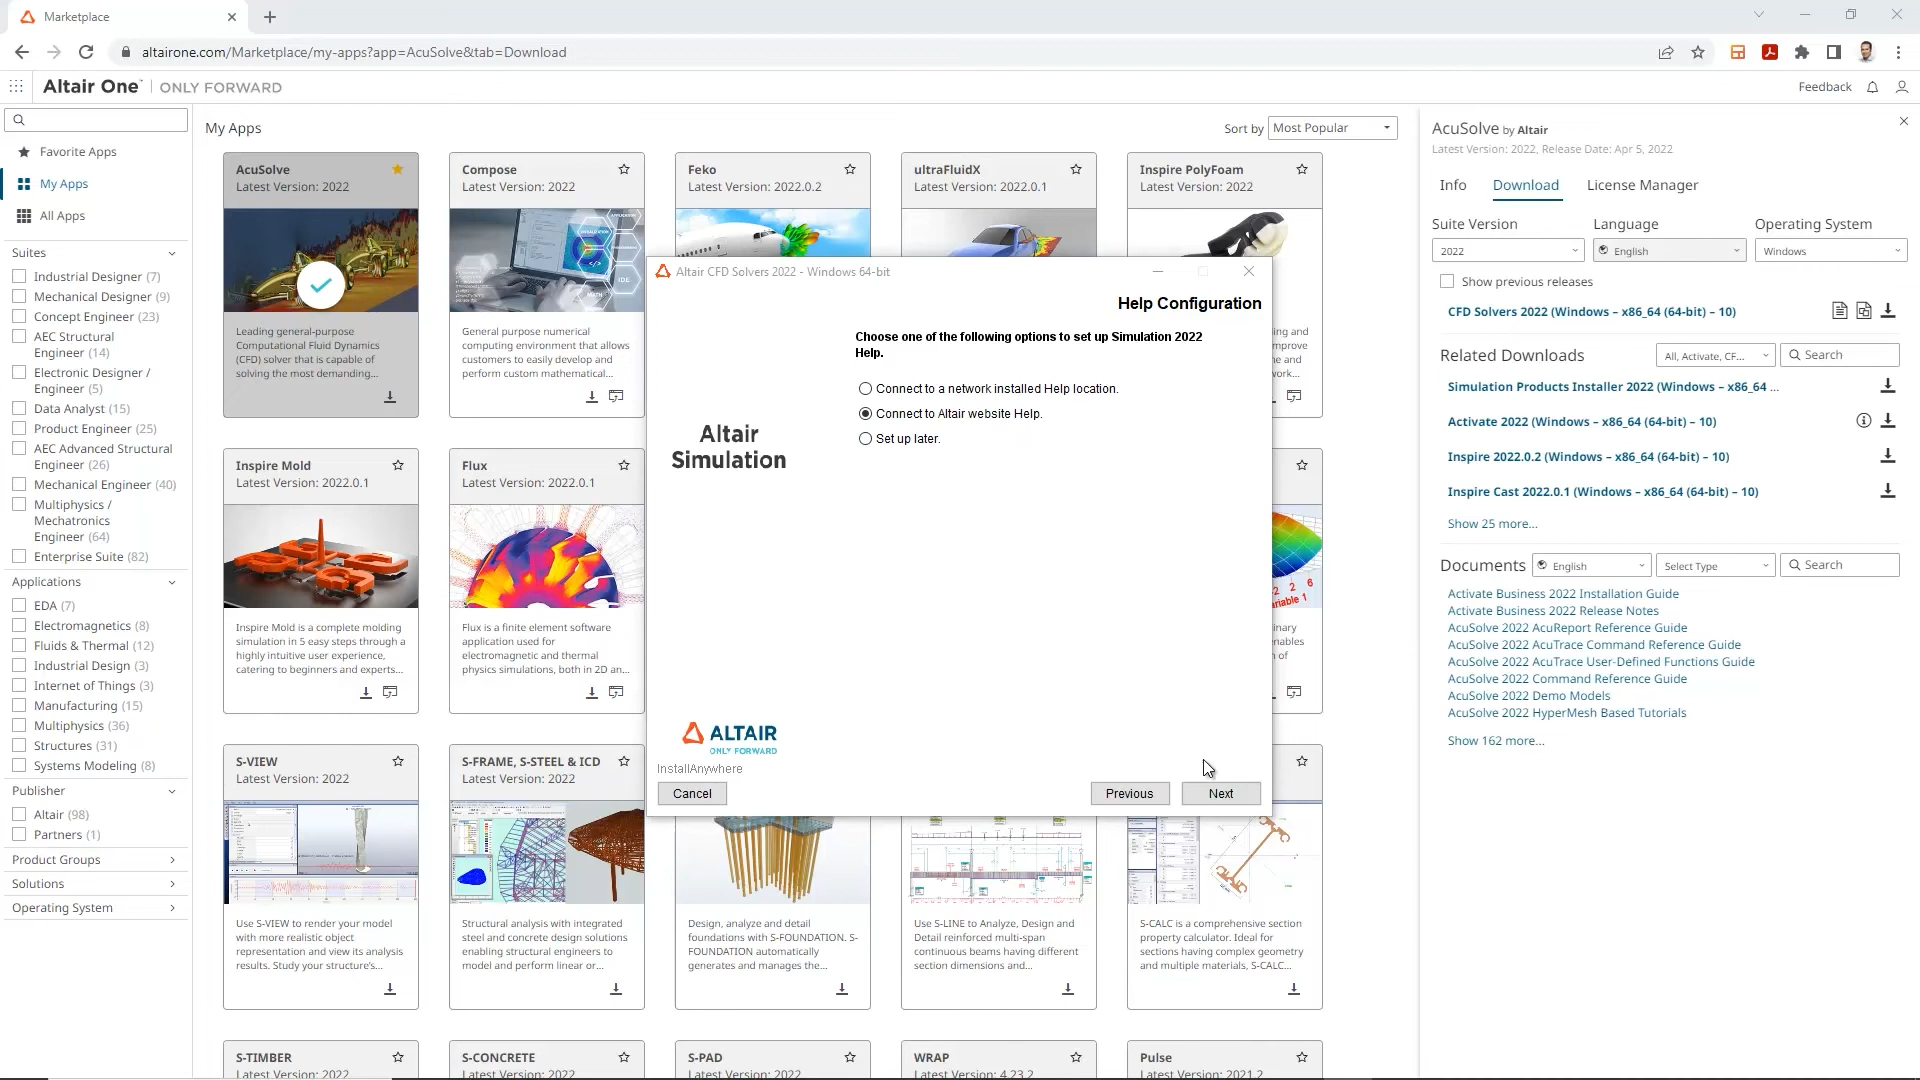 Marketplace
altairone.com/Marketplace/my-apps?app=AcuSolve&tab=Download
Altair One™ | ONLY FORWARD
Feedback
Favorite Apps
My Apps
All Apps
Suites
Industrial Designer (7)
Mechanical Designer (9)
Concept Engineer (23)
AEC Structural
Engineer (14)
Electronic Designer /
Engineer (5)
Data Analyst (15)
Product Engineer (25)
AEC Advanced Structural
Engineer (26)
Mechanical Engineer (40)
Multiphysics /
Mechatronics
Engineer (64)
Enterprise Suite (82)
Applications
EDA (7)
Electromagnetics (8)
Fluids & Thermal (12)
Industrial Design (3)
Internet of Things (3)
Manufacturing (15)
Multiphysics (36)
Structures (31)
Systems Modeling (8)
Publisher
Altair (98)
Partners (1)
Product Groups
Solutions
Operating System
My Apps
Sort by Most Popular
AcuSolve
Latest Version: 2022
Leading general-purpose
Computational Fluid Dynamics
(CFD) solver that is capable of
solving the most demanding...
Compose
Latest Version: 2022
General purpose numerical
computing environment that allows
customers to easily develop and
perform custom mathematical...
Feko
Latest Version: 2022.0.2
ultraFluidX
Latest Version: 2022.0.1
Inspire PolyFoam
Latest Version: 2022
Inspire Mold
Latest Version: 2022.0.1
Inspire Mold is a complete molding
simulation in 5 easy steps through a
highly intuitive user experience,
catering to beginners and experts...
Flux
Latest Version: 2022.0.1
Flux is a finite element software
application used for
electromagnetic and thermal
physics simulations, both in 2D an...
S-VIEW
Latest Version: 2022
Use S-VIEW to render your model
with more realistic object
representation and view its analysis
results. Study your structure's...
S-FRAME, S-STEEL & ICD
Latest Version: 2022
Structural analysis with integrated
steel and concrete design solutions
enabling structural engineers to
model and perform linear or...
Design, analyze and detail
foundations with S-FOUNDATION. S-
FOUNDATION automatically
generates and manages the...
Use S-LINE to Analyze, Design and
Detail reinforced multi-span
continuous beams having different
section dimensions and...
S-CALC is a comprehensive section
property calculator. Ideal for
sections having complex geometry
and multiple materials, S-CALC...
S-TIMBER
Latest Version: 2022
S-CONCRETE
Latest Version: 2022
S-PAD
Latest Version: 2022
WRAP
Latest Version: 4.23.2
Pulse
Latest Version: 2021.2
Altair CFD Solvers 2022 - Windows 64-bit
Help Configuration
Choose one of the following options to set up Simulation 2022
Help.
Connect to a network installed Help location.
Connect to Altair website Help.
Set up later.
Altair
Simulation
ALTAIR
ONLY FORWARD
InstallAnywhere
Cancel
Previous
Next
AcuSolve by Altair
Latest Version: 2022, Release Date: Apr 5, 2022
Info
Download
License Manager
Suite Version
Language
Operating System
2022
English
Windows
Show previous releases
CFD Solvers 2022 (Windows – x86_64 (64-bit) – 10)
Related Downloads
All, Activate, CF...
Search
Simulation Products Installer 2022 (Windows – x86_64 ...
Activate 2022 (Windows – x86_64 (64-bit) – 10)
Inspire 2022.0.2 (Windows – x86_64 (64-bit) – 10)
Inspire Cast 2022.0.1 (Windows – x86_64 (64-bit) – 10)
Show 25 more...
Documents
English
Select Type
Search
Activate Business 2022 Installation Guide
Activate Business 2022 Release Notes
AcuSolve 2022 AcuReport Reference Guide
AcuSolve 2022 AcuTrace Command Reference Guide
AcuSolve 2022 AcuTrace User-Defined Functions Guide
AcuSolve 2022 Command Reference Guide
AcuSolve 2022 Demo Models
AcuSolve 2022 HyperMesh Based Tutorials
Show 162 more...